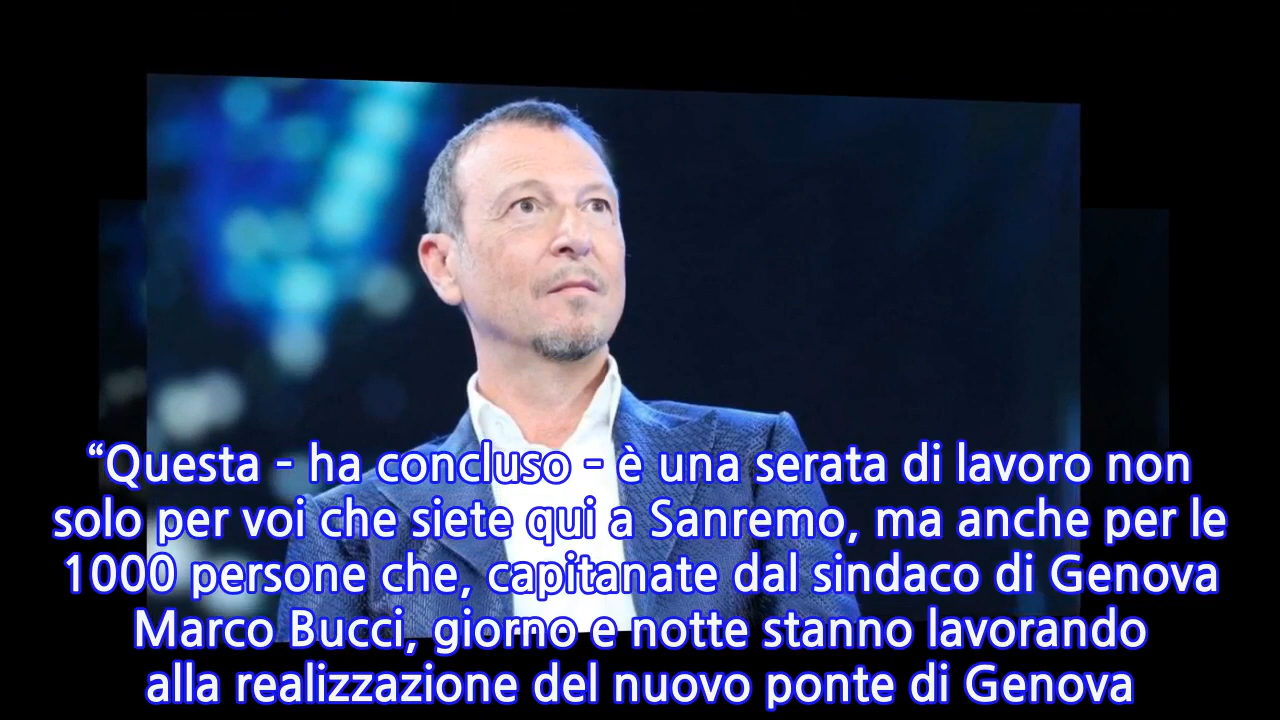 “Questa - ha concluso - è una serata di lavoro non
solo per voi che siete qui a Sanremo, ma anche per le
1000 persone che, capitanate dal sindaco di Genova
Marco Bucci, giorno e notte stanno lavorando
alla realizzazione del nuovo ponte di Genova